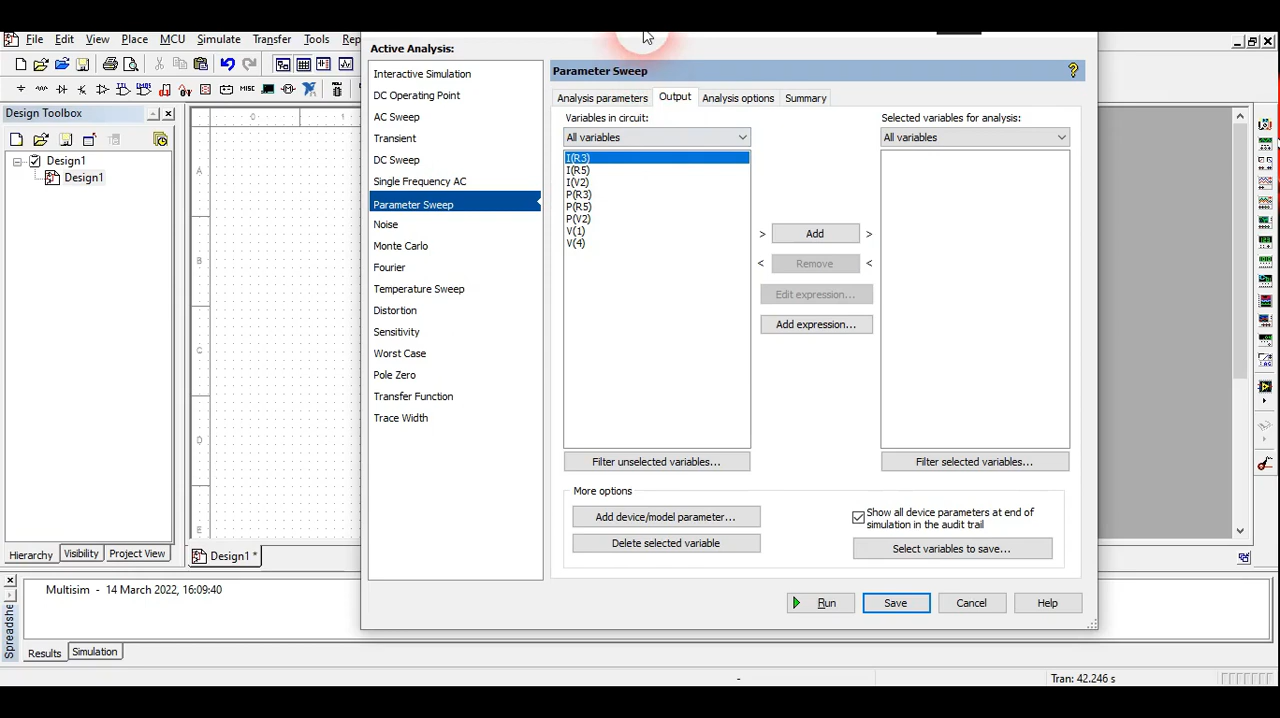 File Edit View Place MCU Simulate Transfer Tools
Active Analysis:
Interactive Simulation
DC Operating Point
AC Sweep
Transient
DC Sweep
Single Frequency AC
Parameter Sweep
Noise
Monte Carlo
Fourier
Temperature Sweep
Distortion
Sensitivity
Worst Case
Pole Zero
Transfer Function
Trace Width
Parameter Sweep
?
Analysis parameters Output Analysis options Summary
Variables in circuit:
All variables
I(R3)
I(R5)
I(V2)
P(R3)
P(R5)
P(V2)
V(1)
V(4)
Filter unselected variables...
> Add >
< Remove <
Edit expression...
Add expression...
Selected variables for analysis:
All variables
Filter selected variables...
More options
Add device/model parameter...
Delete selected variable
Show all device parameters at end of
simulation in the audit trail
Select variables to save...
Run Save Cancel Help
Design Toolbox
Design1
Design1
Hierarchy Visibility Project View
0 1
A
B
C
D
E
Design1 *
Multisim - 14 March 2022, 16:09:40
Results Simulation
-
Tran: 42.246 s